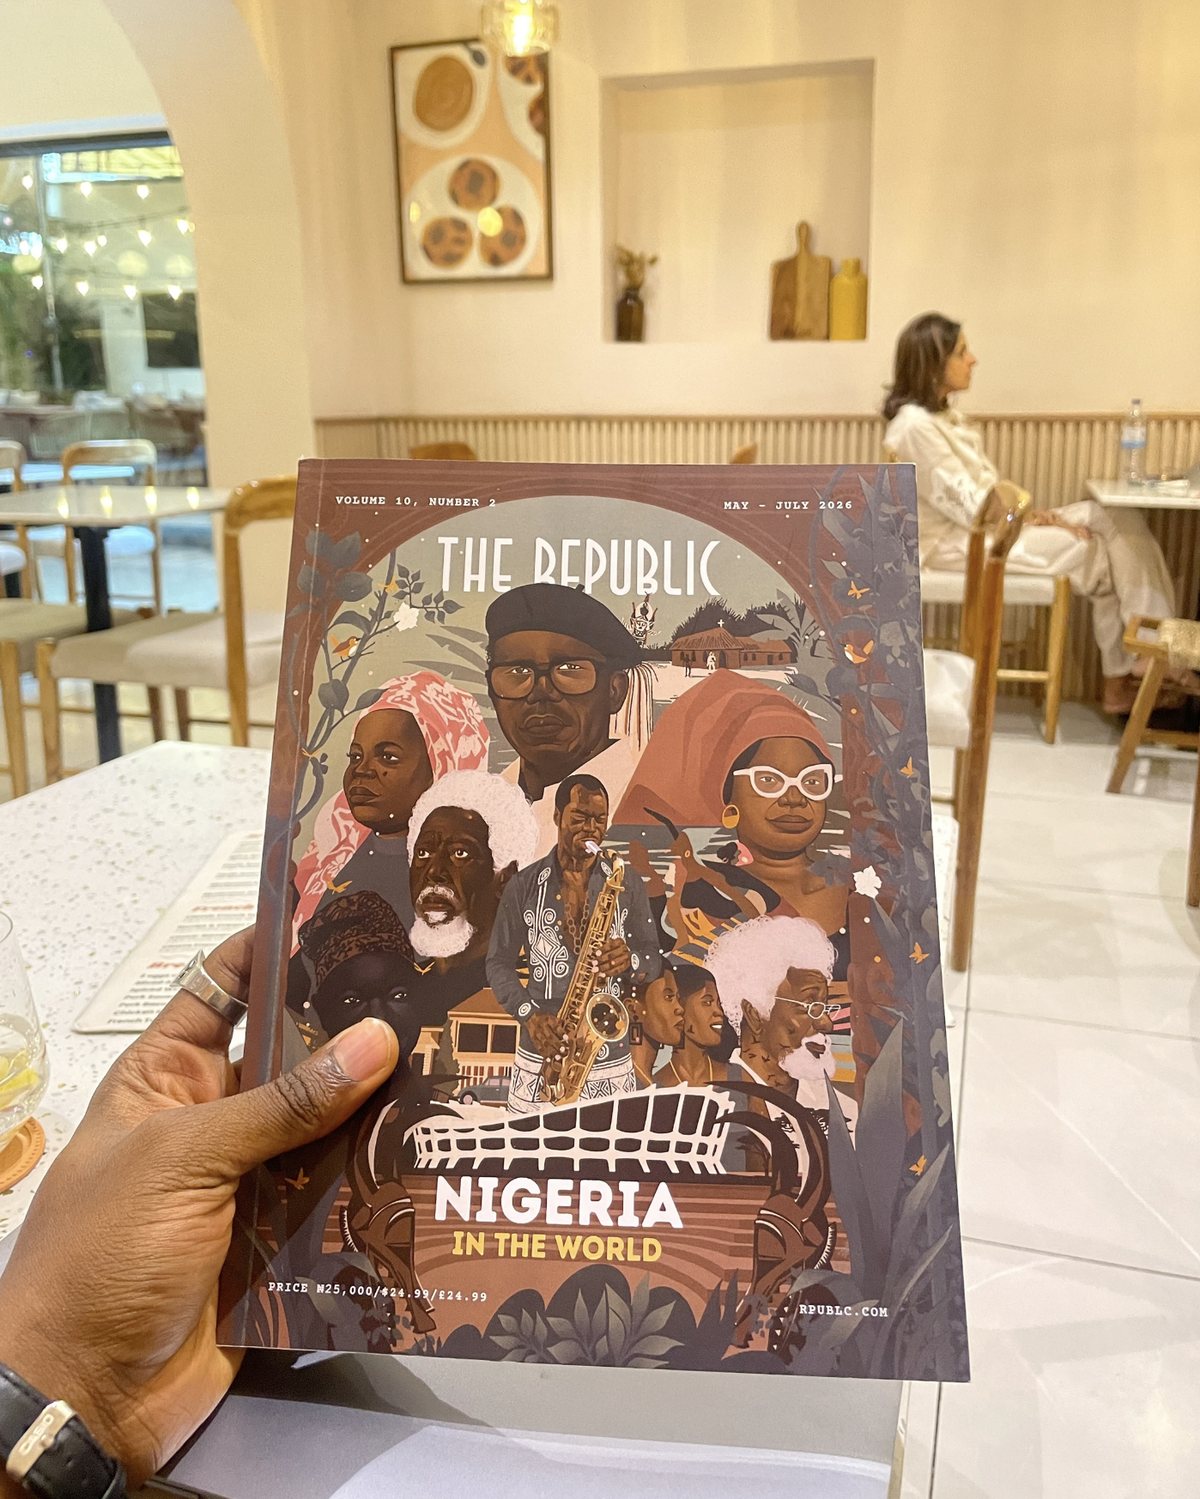 VOLUME 10, NUMBER 2
MAY – JULY 2026
THE REPUBLIC
NIGERIA
IN THE WORLD
PRICE ₦25,000/$24.99/£24.99
RPUBLC.COM